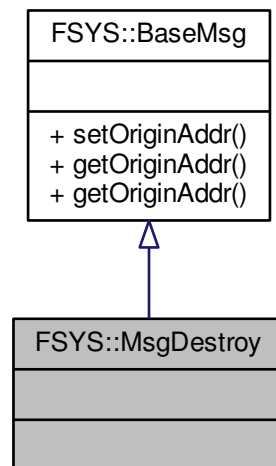 FSYS::BaseMsg
+ setOriginAddr()
+ getOriginAddr()
+ getOriginAddr()
FSYS::MsgDestroy